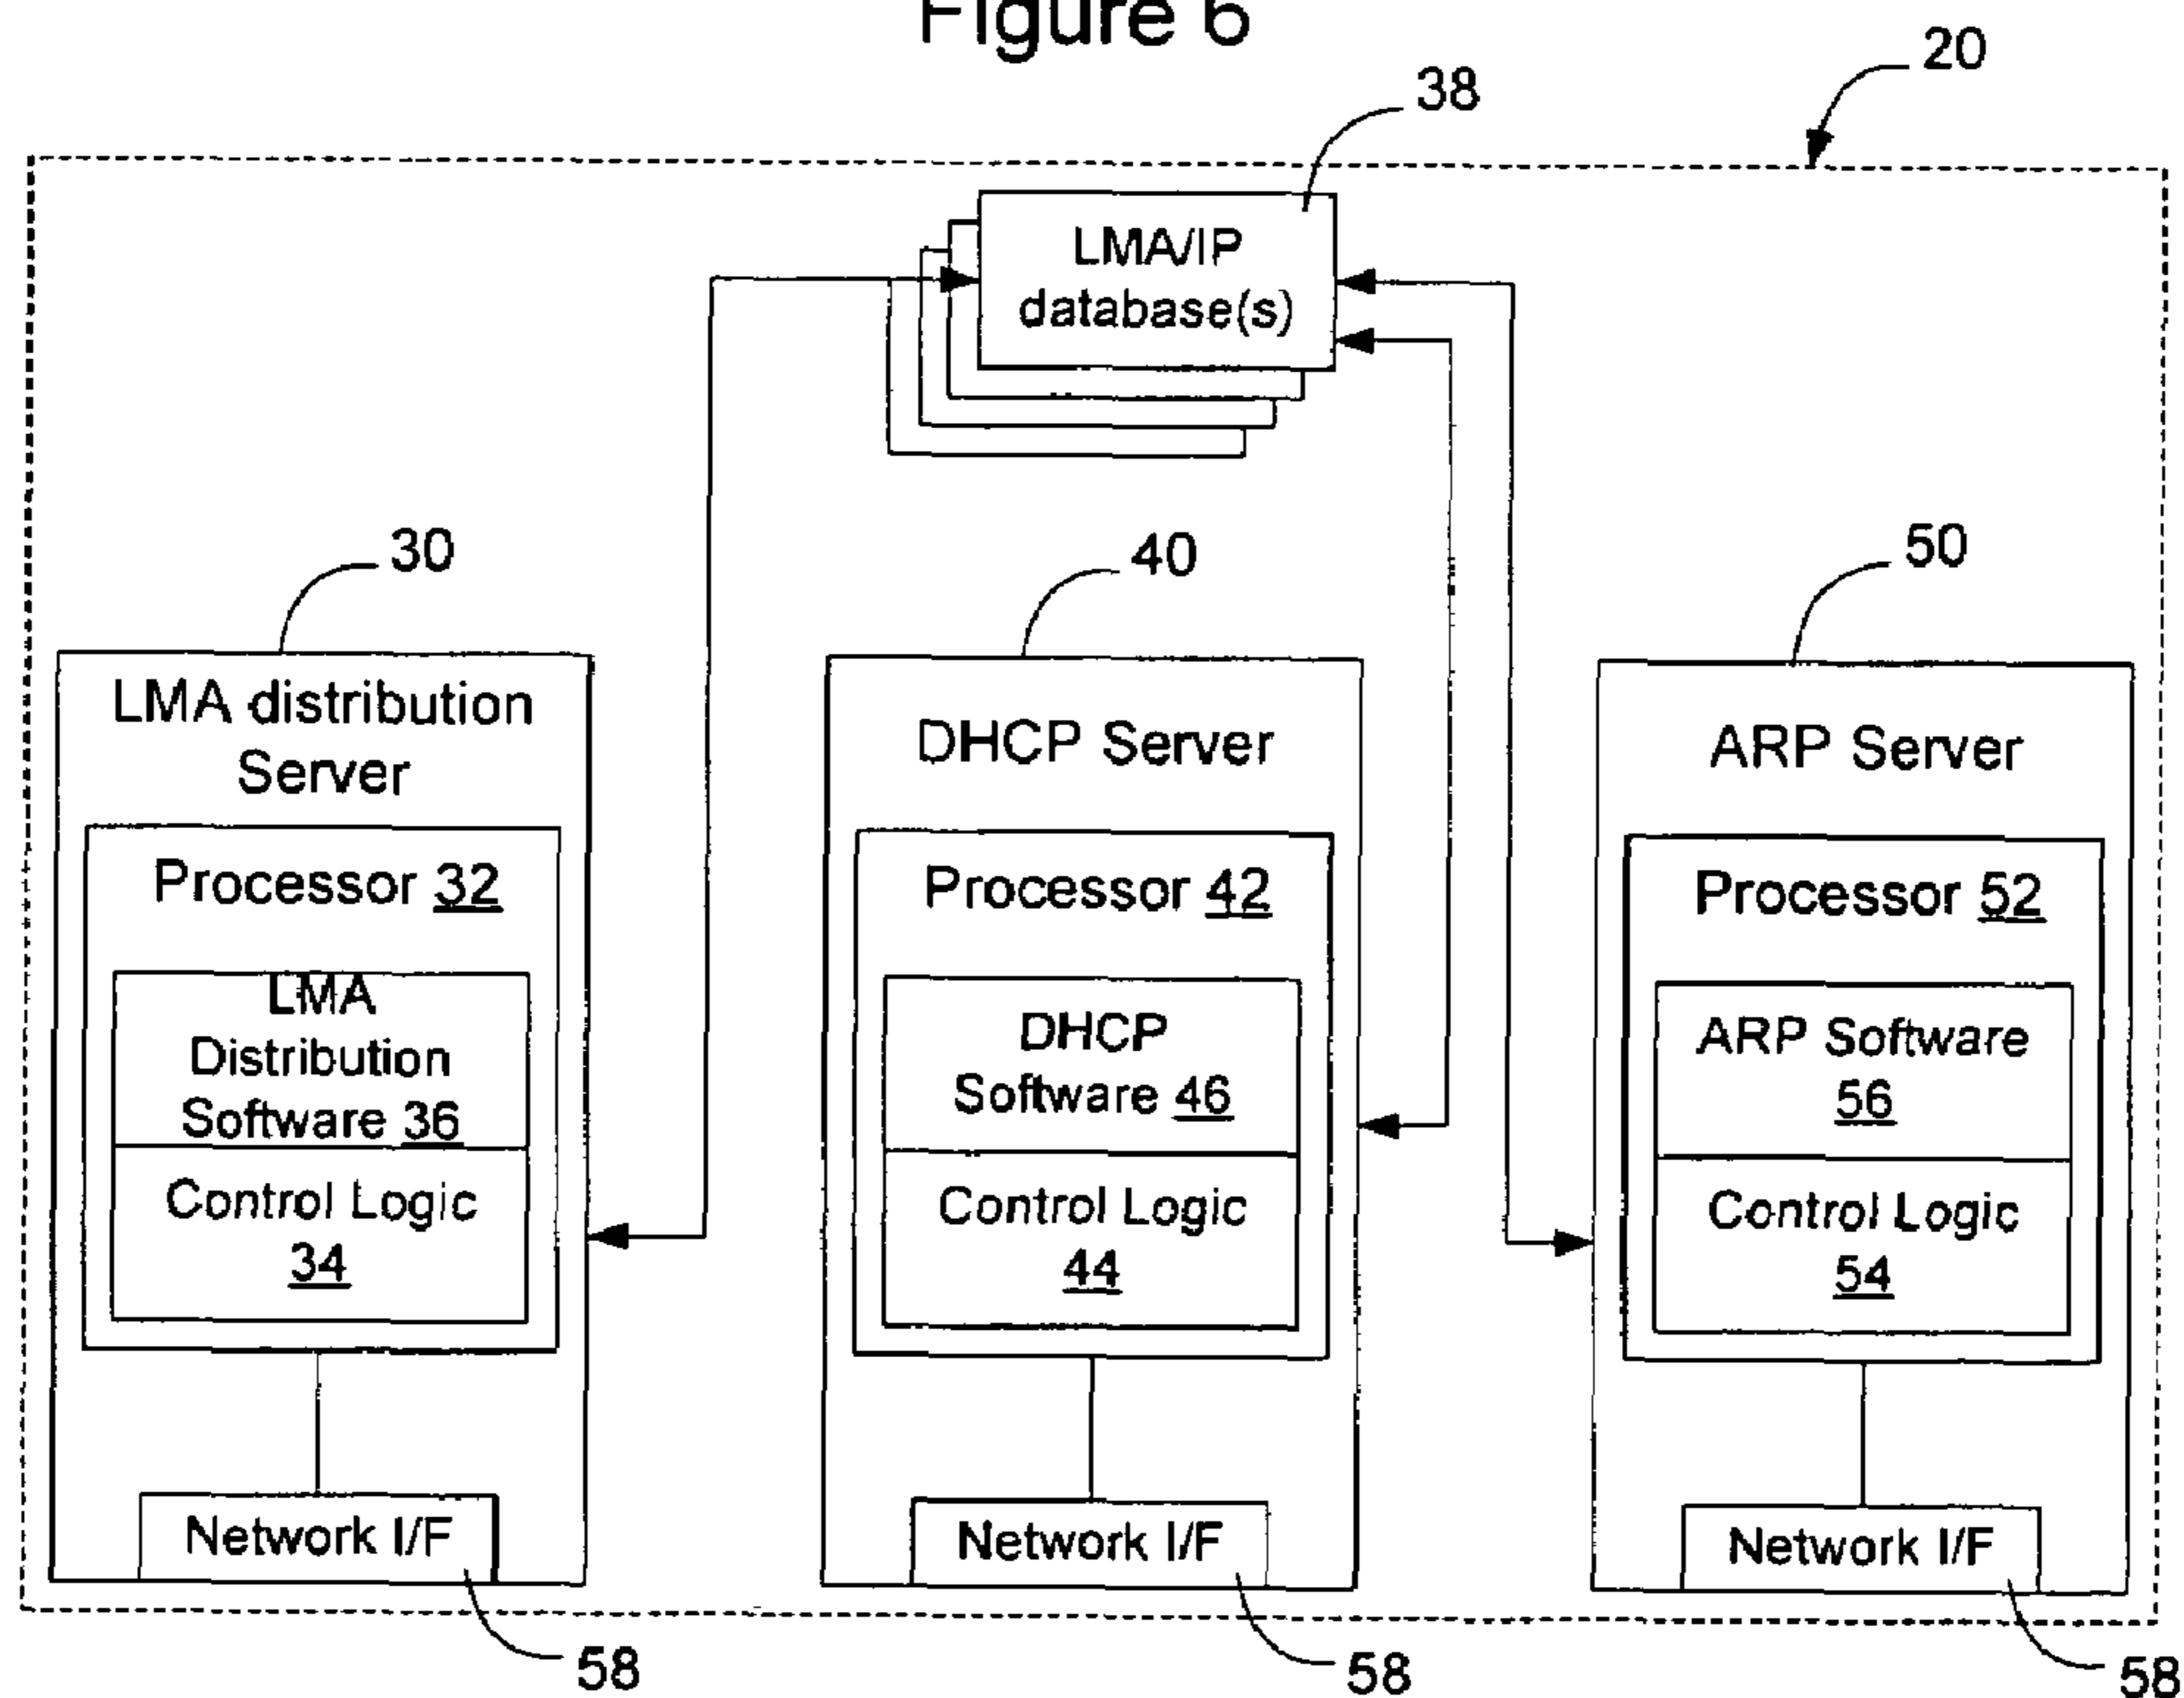 Figure 6
20
38
LMA/IP
database(s)
30
40
50
LMA distribution
Server
DHCP Server
ARP Server
Processor 32
Processor 42
Processor 52
LMA
Distribution
Software 36
DHCP
Software 46
ARP Software
56
Control Logic
34
Control Logic
44
Control Logic
54
Network I/F
Network I/F
Network I/F
58
58
58